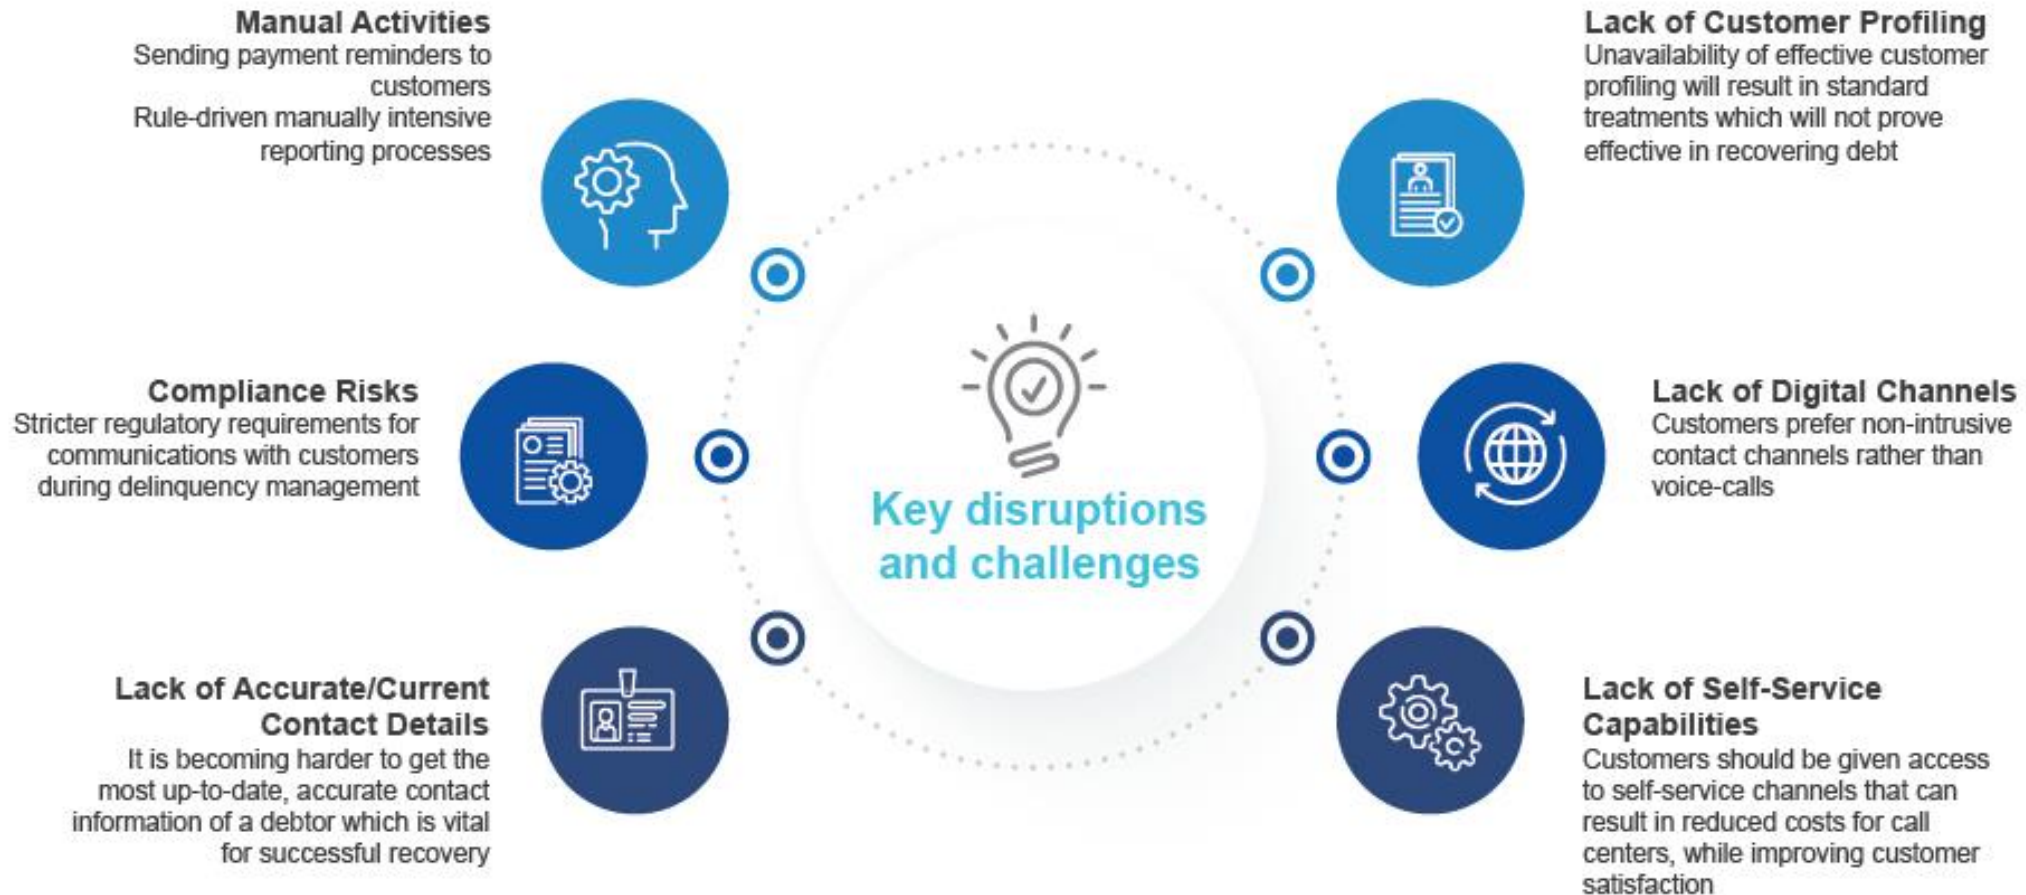 Manual Activities
Sending payment reminders to
customers
Rule-driven manually intensive
reporting processes
Compliance Risks
Stricter regulatory requirements for
communications with customers
during delinquency management
Lack of Accurate/Current
Contact Details
It is becoming harder to get the
most up-to-date, accurate contact
information of a debtor which is vital
for successful recovery
Key disruptions
and challenges
Lack of Customer Profiling
Unavailability of effective customer
profiling will result in standard
treatments which will not prove
effective in recovering debt
Lack of Digital Channels
Customers prefer non-intrusive
contact channels rather than
voice-calls
Lack of Self-Service
Capabilities
Customers should be given access
to self-service channels that can
result in reduced costs for call
centers, while improving customer
satisfaction